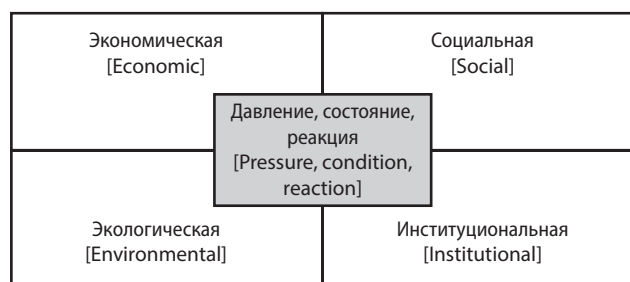 Экономическая
[Economic]
Социальная
[Social]
Давление, состояние,
реакция
[Pressure, condition,
reaction]
Экологическая
[Environmental]
Институциональная
[Institutional]